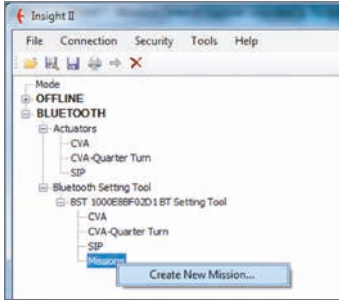 Insight II
File Connection Security Tools Help
Mode
OFFLINE
BLUETOOTH
Actuators
CVA
CVA-Quarter Turn
SIP
Bluetooth Setting Tool
BST 1000E8BF02D1 BT Setting Tool
CVA
CVA-Quarter Turn
SIP
Missions
Create New Mission...